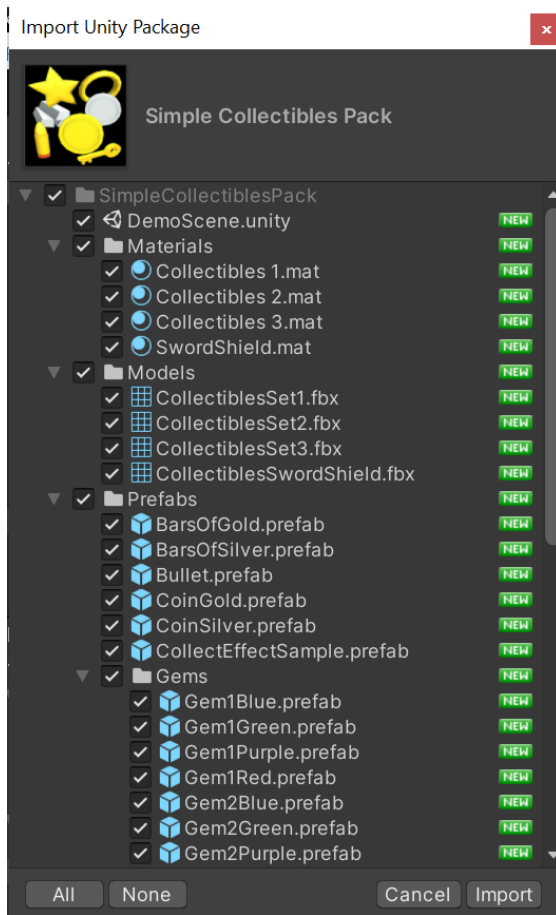 Import Unity Package
x
Simple Collectibles Pack
SimpleCollectiblesPack
DemoScene.unity NEW
Materials NEW
Collectibles 1.mat NEW
Collectibles 2.mat NEW
Collectibles 3.mat NEW
SwordShield.mat NEW
Models NEW
CollectiblesSet1.fbx NEW
CollectiblesSet2.fbx NEW
CollectiblesSet3.fbx NEW
CollectiblesSwordShield.fbx NEW
Prefabs NEW
BarsOfGold.prefab NEW
BarsOfSilver.prefab NEW
Bullet.prefab NEW
CoinGold.prefab NEW
CoinSilver.prefab NEW
CollectEffectSample.prefab NEW
Gems NEW
Gem1Blue.prefab NEW
Gem1Green.prefab NEW
Gem1Purple.prefab NEW
Gem1Red.prefab NEW
Gem2Blue.prefab NEW
Gem2Green.prefab NEW
Gem2Purple.prefab NEW
All None Cancel Import